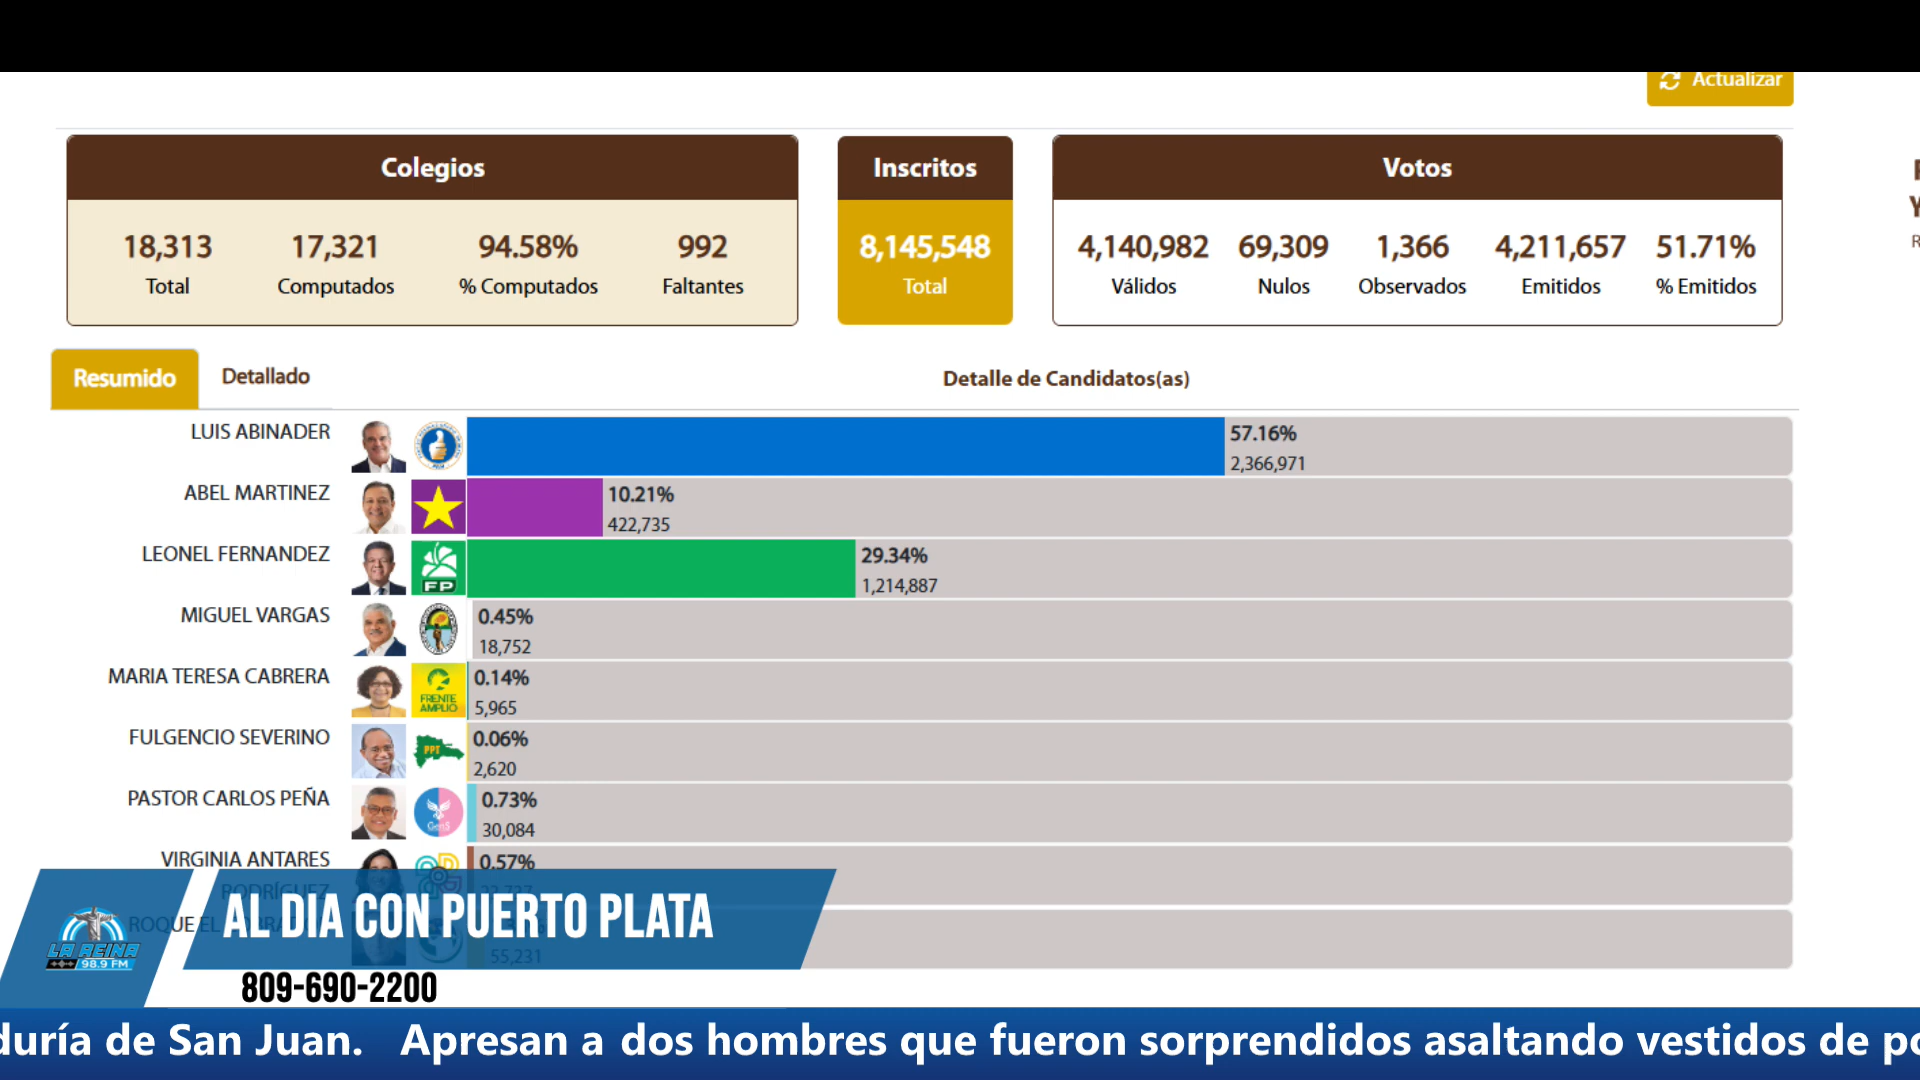 Actualizar
Colegios
18,313 17,321 94.58% 992
Total Computados % Computados Faltantes
Inscritos
8,145,548
Total
Votos
4,140,982 69,309 1,366 4,211,657 51.71%
Válidos Nulos Observados Emitidos % Emitidos
Resumido Detallado Detalle de Candidatos(as)
LUIS ABINADER 57.16%
2,366,971
ABEL MARTINEZ 10.21%
422,735
LEONEL FERNANDEZ FP 29.34%
1,214,887
MIGUEL VARGAS 0.45%
18,752
MARIA TERESA CABRERA FRENTE AMPLIO 0.14%
5,965
FULGENCIO SEVERINO PPT 0.06%
2,620
PASTOR CARLOS PEÑA GenS 0.73%
30,084
VIRGINIA ANTARES 0.57%
RODRÍGUEZ
ROQUE EL
55,231
LA REINA
98.9 FM
AL DIA CON PUERTO PLATA
809-690-2200
duría de San Juan. Apresan a dos hombres que fueron sorprendidos asaltando vestidos de po